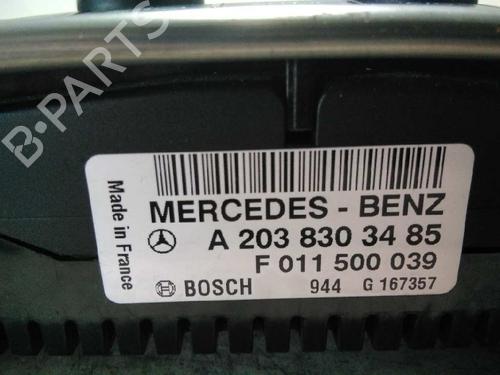 B-PARTS
Made in France
MERCEDES - BENZ
A 203 830 34 85
F 011 500 039
BOSCH 944 G 167357